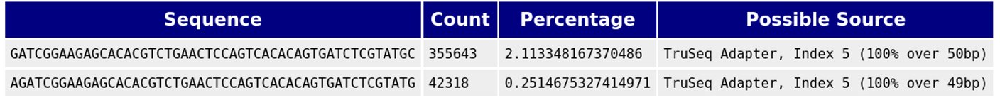 Sequence Count Percentage Possible Source
GATCGGAAGAGCACACGTCTGAACTCCAGTCACACAGTGATCTCGTATGC 355643 2.113348167370486 TruSeq Adapter, Index 5 (100% over 50bp)
AGATCGGAAGAGCACACGTCTGAACTCCAGTCACACAGTGATCTCGTATG 42318 0.2514675327414971 TruSeq Adapter, Index 5 (100% over 49bp)